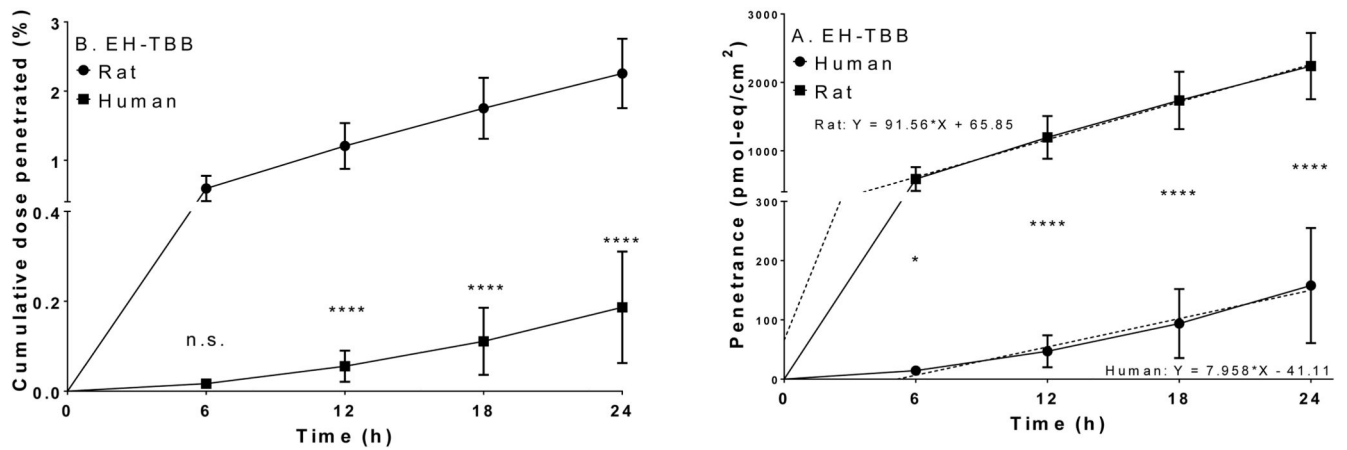 Cumulative dose penetrated (%)
3
2
1
0.4
0.2
0.0
B. EH-TBB
Rat
Human
n.s.
****
****
****
0 6 12 18 24
Time (h)
Penetrance (pmol-eq/cm²)
3000
2000
1000
300
200
100
0
A. EH-TBB
Human
Rat
Rat: Y = 91.56*X + 65.85
*
****
****
****
Human: Y = 7.958*X - 41.11
0 6 12 18 24
Time (h)